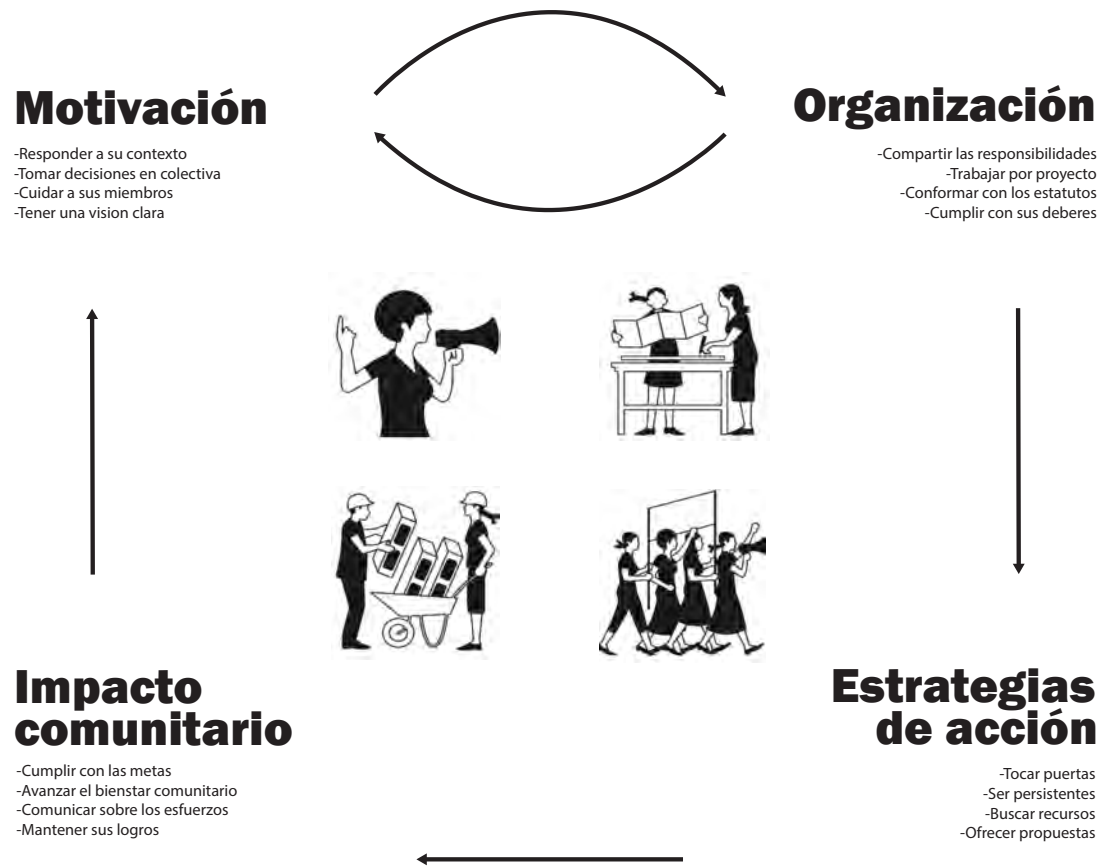 Motivación
-Responder a su contexto
-Tomar decisiones en colectiva
-Cuidar a sus miembros
-Tener una vision clara
Organización
-Compartir las responsibilidades
-Trabajar por proyecto
-Conformar con los estatutos
-Cumplir con sus deberes
Impacto
comunitario
-Cumplir con las metas
-Avanzar el bienstar comunitario
-Comunicar sobre los esfuerzos
-Mantener sus logros
Estrategias
de acción
-Tocar puertas
-Ser persistentes
-Buscar recursos
-Ofrecer propuestas